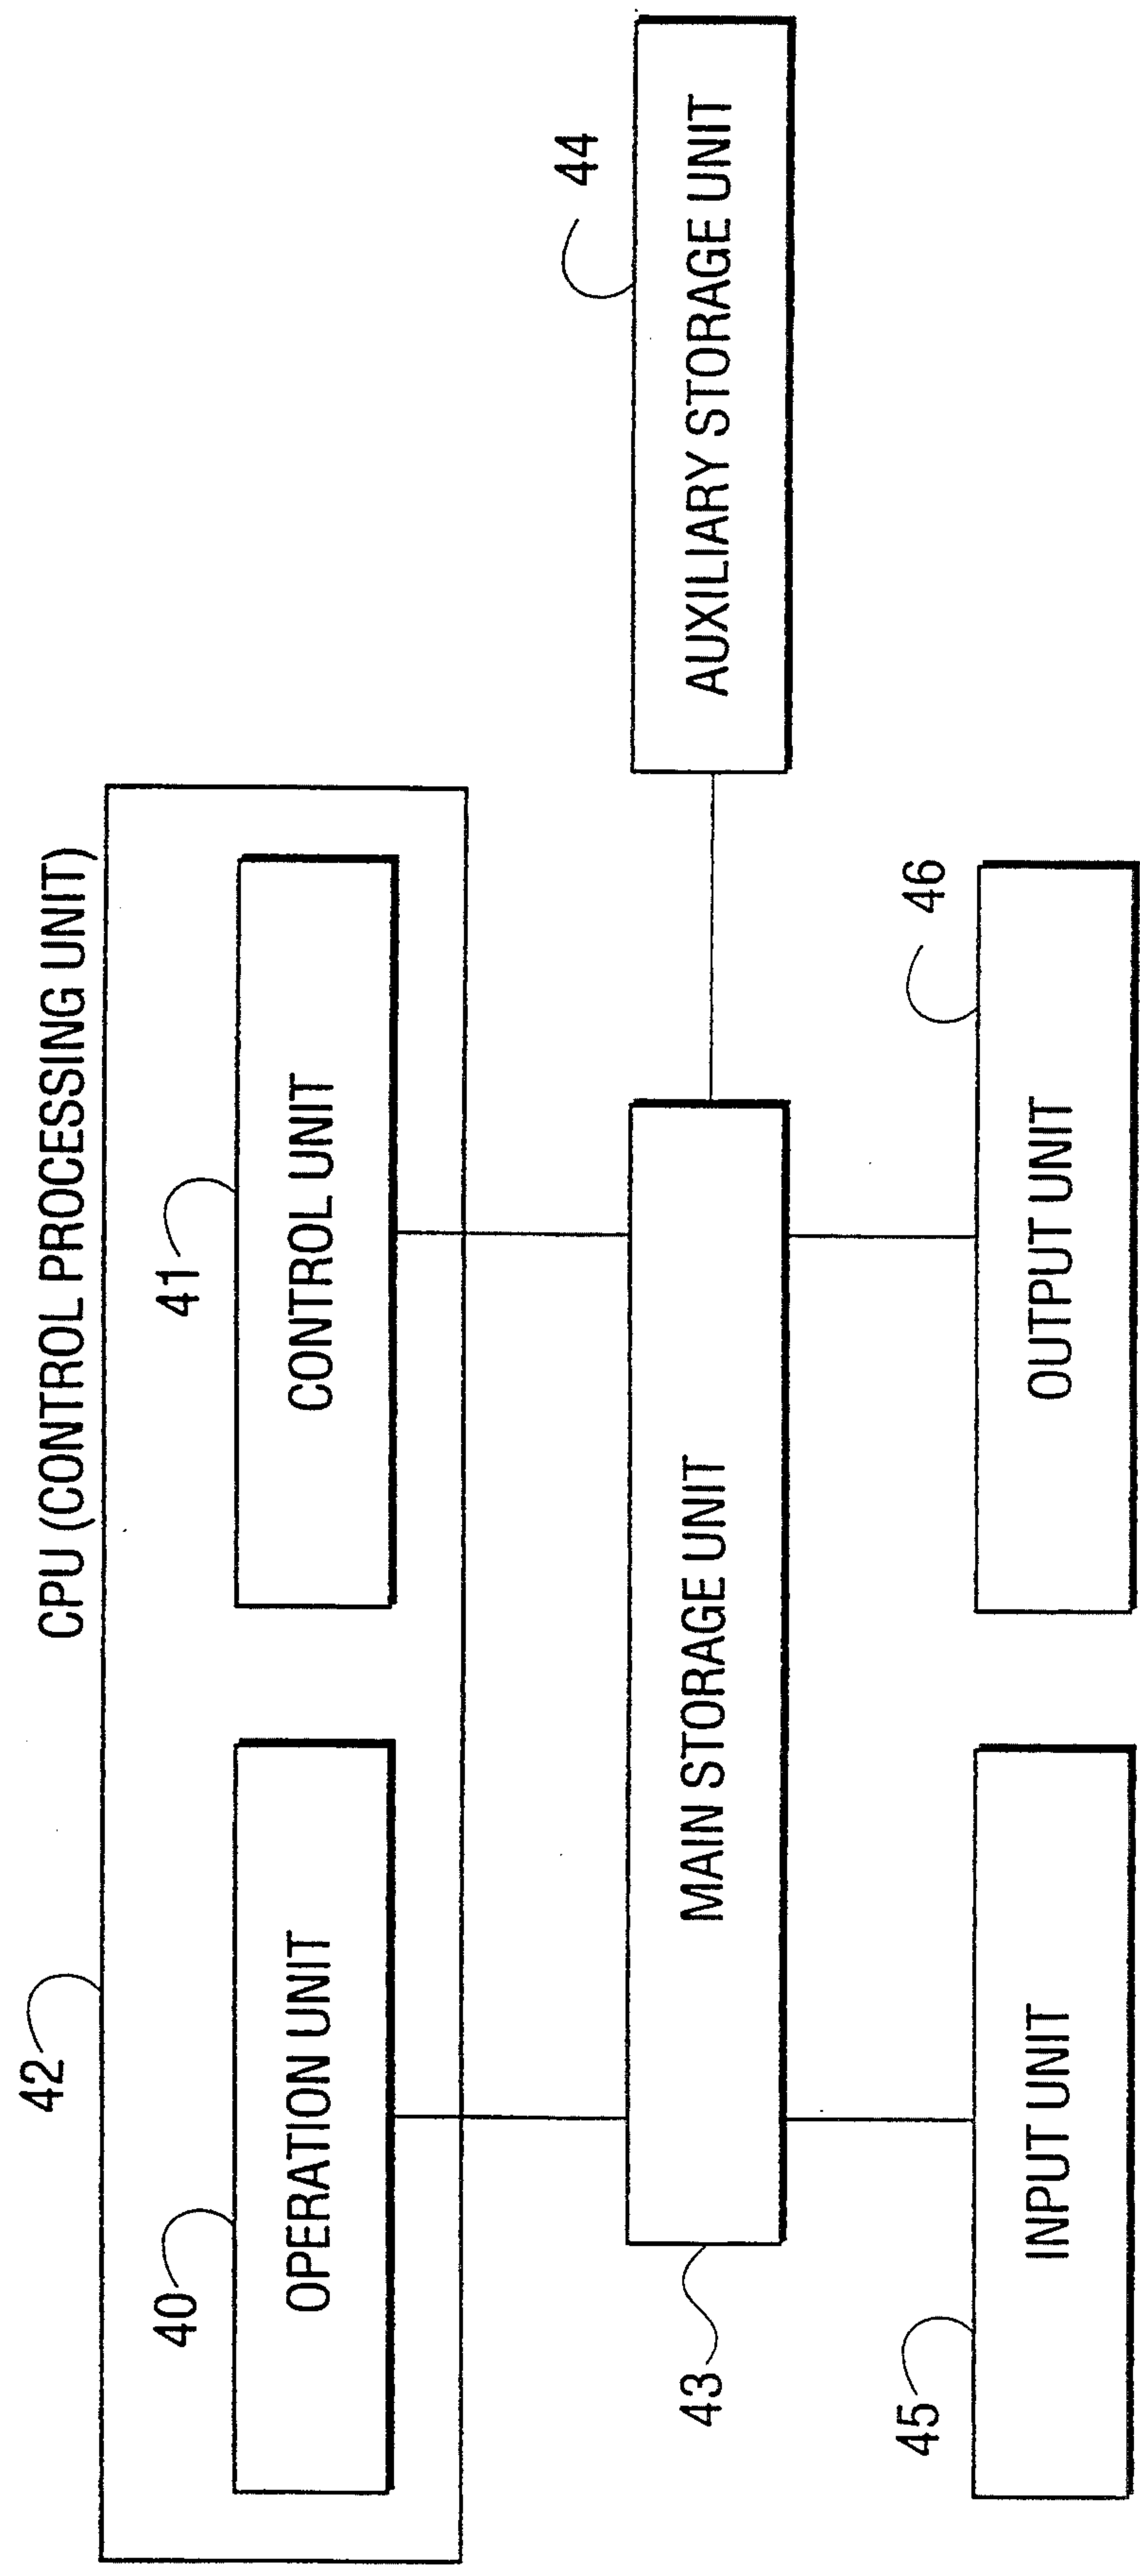 CPU (CONTROL PROCESSING UNIT)
42
40
41
OPERATION UNIT
CONTROL UNIT
44
43
MAIN STORAGE UNIT
AUXILIARY STORAGE UNIT
45
46
INPUT UNIT
OUTPUT UNIT